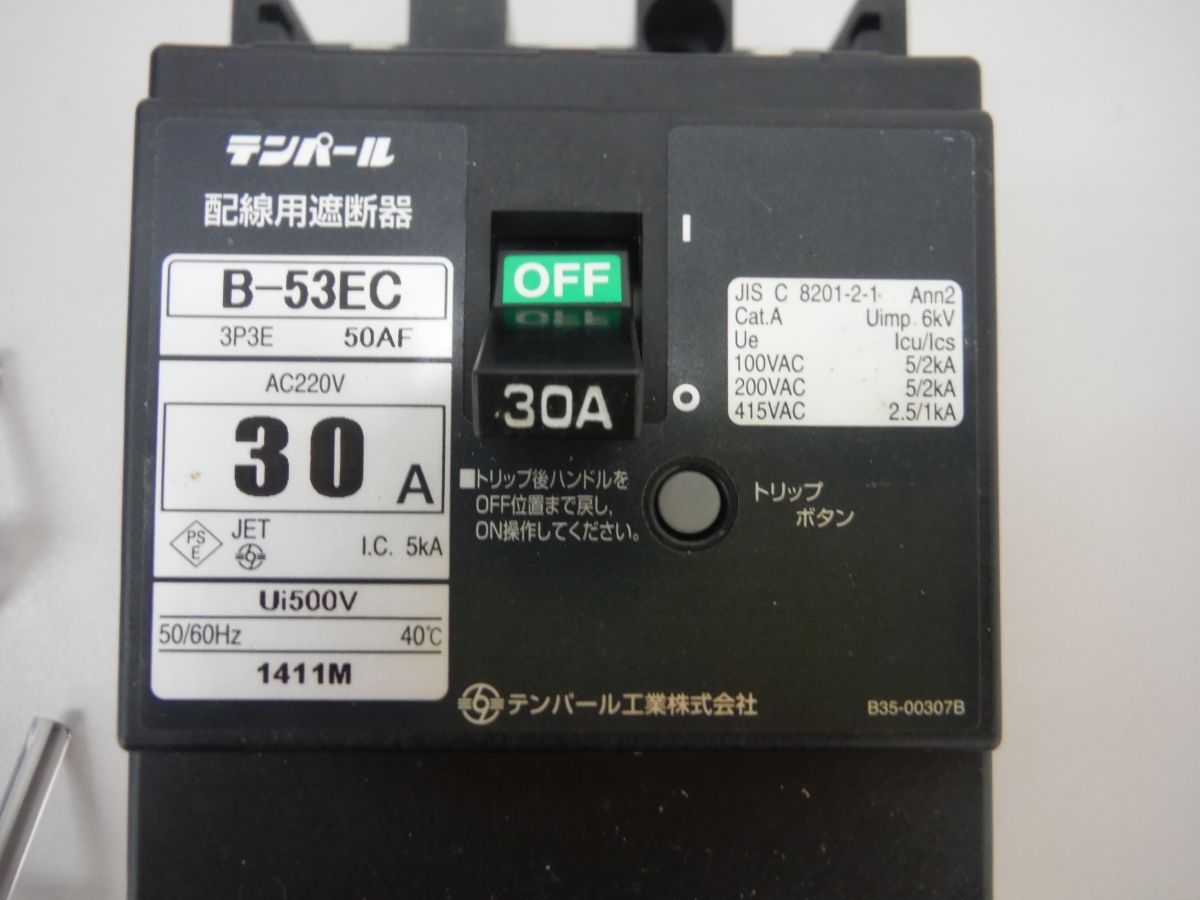 テンパール
配線用遮断器
B-53EC
3P3E 50AF
AC220V
30 A
PS E JET
I.C. 5kA
Ui500V
50/60Hz 40℃
1411M
OFF
30A
I
O
JIS C 8201-2-1 Ann2
Cat.A Uimp 6kV
Ue Icu/Ics
100VAC 5/2kA
200VAC 5/2kA
415VAC 2.5/1kA
■トリップ後ハンドルを
OFF位置まで戻し、
ON操作してください。
トリップ
ボタン
テンパール工業株式会社
B35-00307B